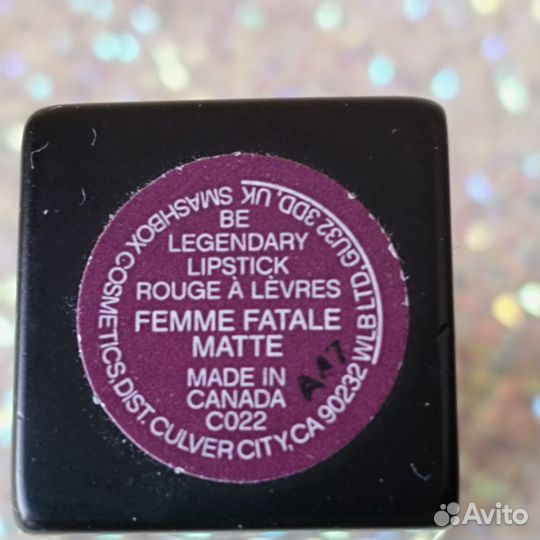 BE
LEGENDARY
LIPSTICK
ROUGE À LÈVRES
FEMME FATALE
MATTE
MADE IN
CANADA
C022
A47
SMASHBOX COSMETICS, DIST. CULVER CITY, CA 90232 WLB LTD, GU32 3DD, UK
Avito